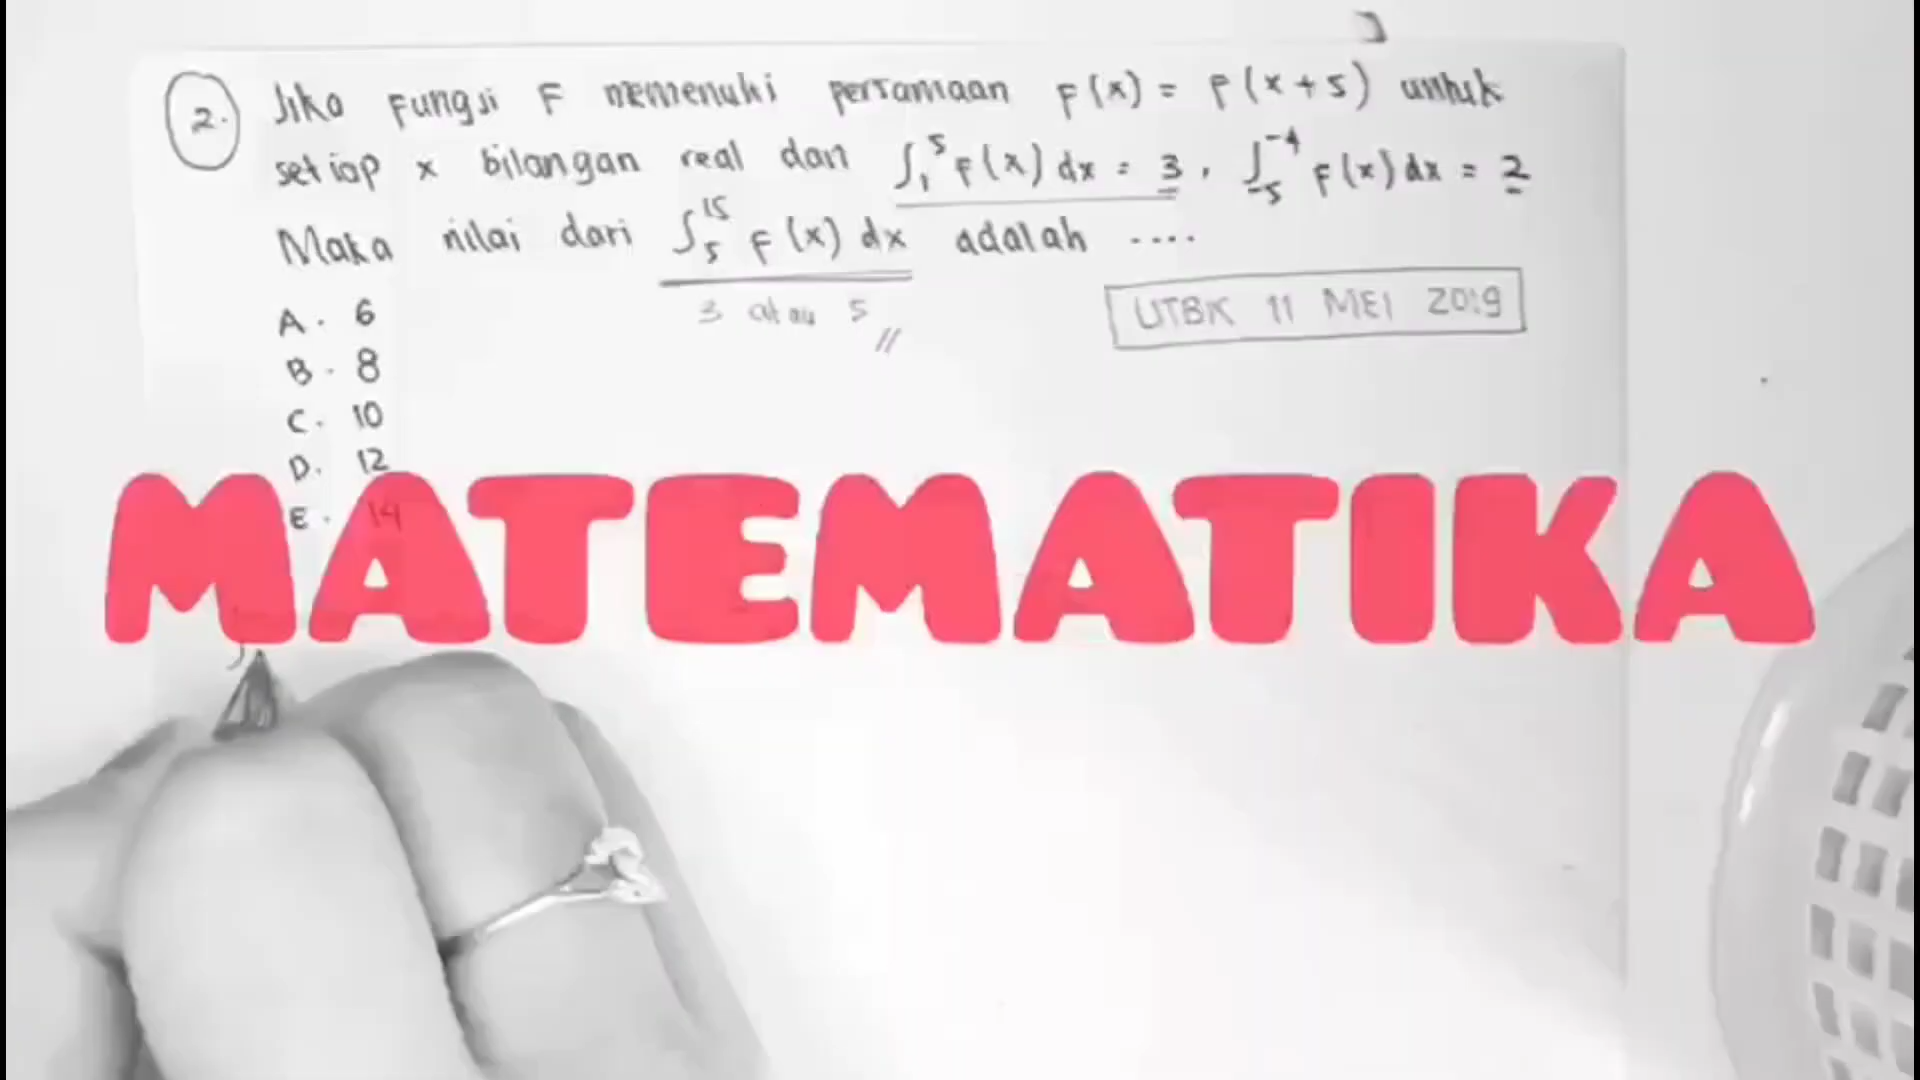 2. Jika Fungsi F memenuhi persamaan F(x) = F(x+5) untuk
setiap x bilangan real dan ∫₁⁵ F(x) dx = 3, ∫₋₅⁻⁴ F(x) dx = 2
Maka nilai dari ∫₅¹⁵ F(x) dx adalah ....
3 atau 5 //
UTBK 11 MEI 2019
A. 6
B. 8
C. 10
D. 12
E. 14
MATEMATIKA